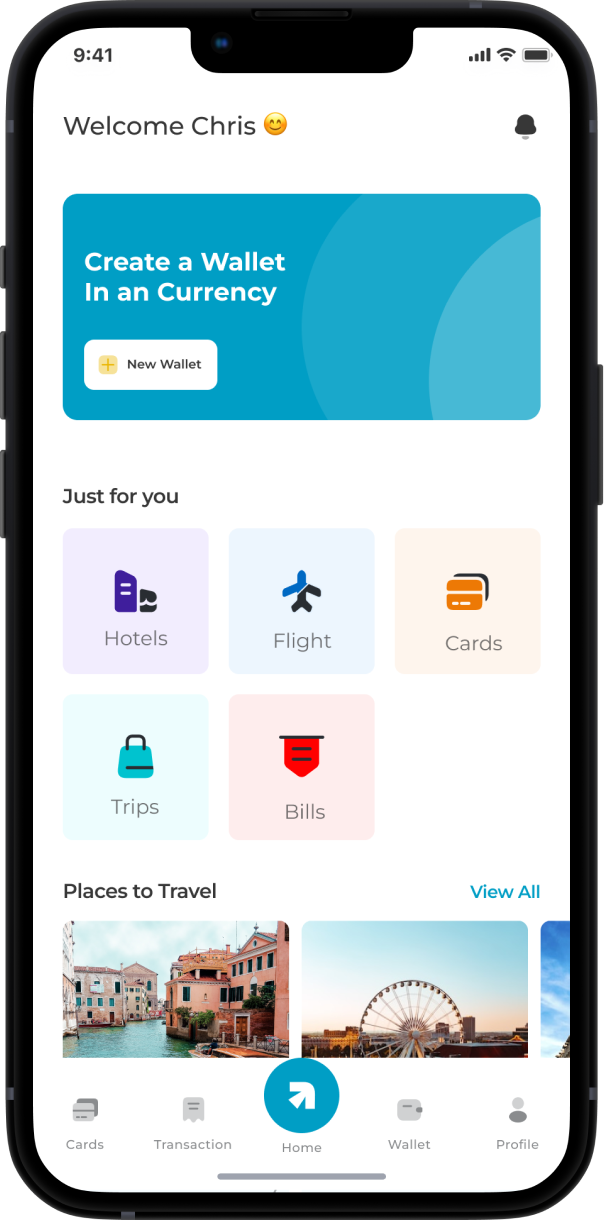 9:41
Welcome Chris 😊
Create a Wallet
In an Currency
New Wallet
Just for you
Hotels
Flight
Cards
Trips
Bills
Places to Travel
View All
Cards
Transaction
Home
Wallet
Profile